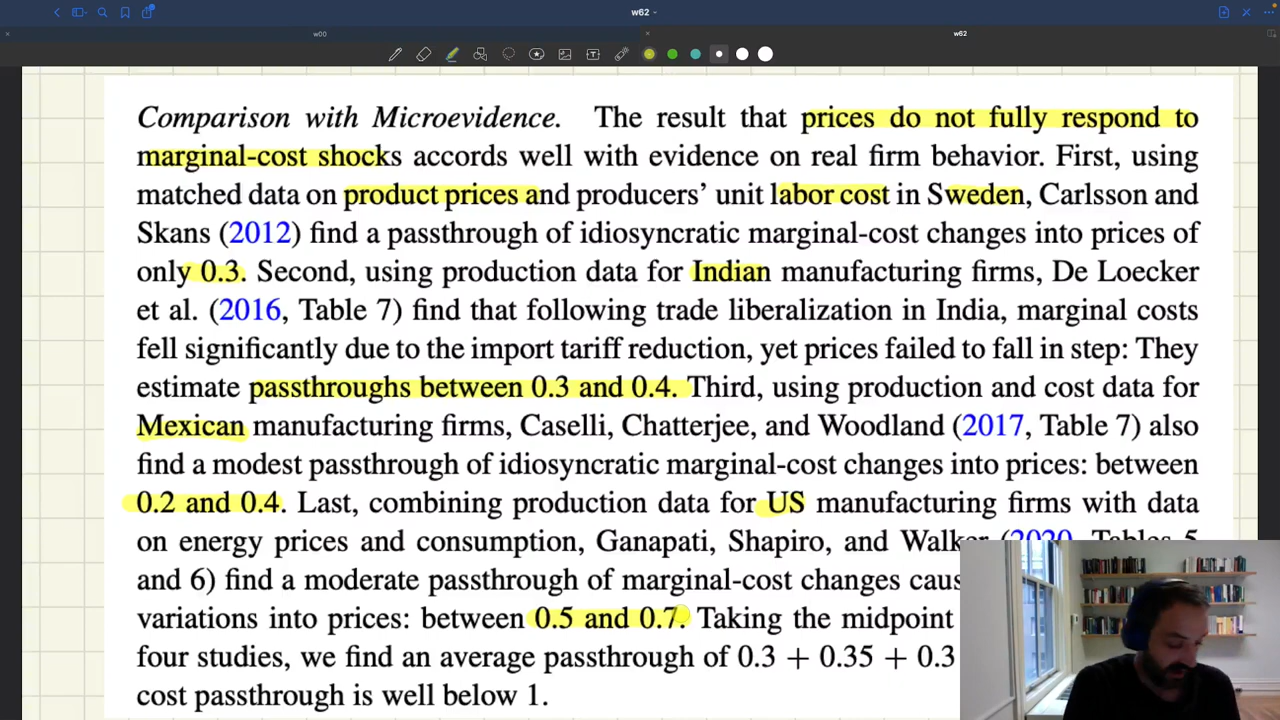 w62
w00
w62
Comparison with Microevidence. The result that prices do not fully respond to
marginal-cost shocks accords well with evidence on real firm behavior. First, using
matched data on product prices and producers’ unit labor cost in Sweden, Carlsson and
Skans (2012) find a passthrough of idiosyncratic marginal-cost changes into prices of
only 0.3. Second, using production data for Indian manufacturing firms, De Loecker
et al. (2016, Table 7) find that following trade liberalization in India, marginal costs
fell significantly due to the import tariff reduction, yet prices failed to fall in step: They
estimate passthroughs between 0.3 and 0.4. Third, using production and cost data for
Mexican manufacturing firms, Caselli, Chatterjee, and Woodland (2017, Table 7) also
find a modest passthrough of idiosyncratic marginal-cost changes into prices: between
0.2 and 0.4. Last, combining production data for US manufacturing firms with data
on energy prices and consumption, Ganapati, Shapiro, and Walker (2020, Tables 5
and 6) find a moderate passthrough of marginal-cost changes
variations into prices: between 0.5 and 0.7. Taking the midpoint
four studies, we find an average passthrough of 0.3 + 0.35 + 0.3
cost passthrough is well below 1.